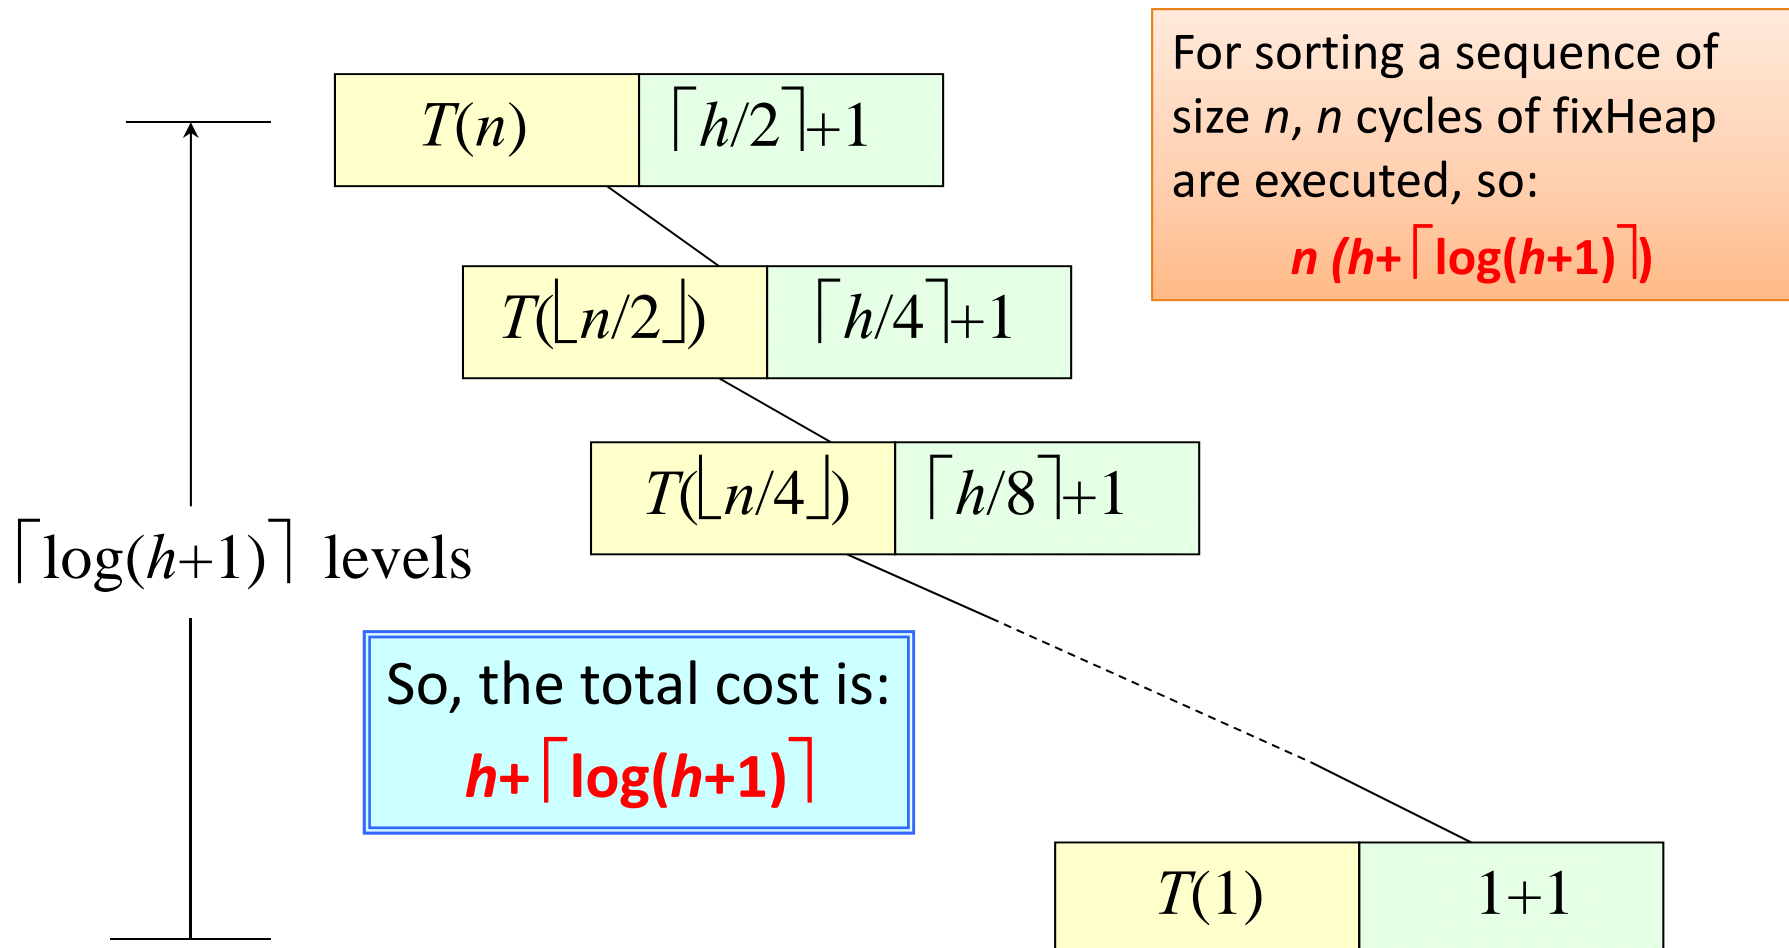 For sorting a sequence of
size n, n cycles of fixHeap
are executed, so:
n (h+⌈log(h+1)⌉)
T(n) ⌈h/2⌉+1
T(⌊n/2⌋) ⌈h/4⌉+1
T(⌊n/4⌋) ⌈h/8⌉+1
⌈log(h+1)⌉ levels
So, the total cost is:
h+⌈log(h+1)⌉
T(1) 1+1